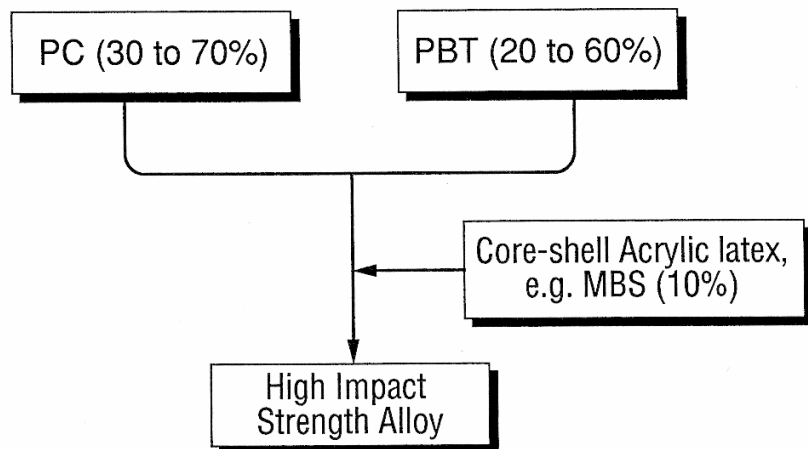 PC (30 to 70%)
PBT (20 to 60%)
Core-shell Acrylic latex,
e.g. MBS (10%)
High Impact
Strength Alloy